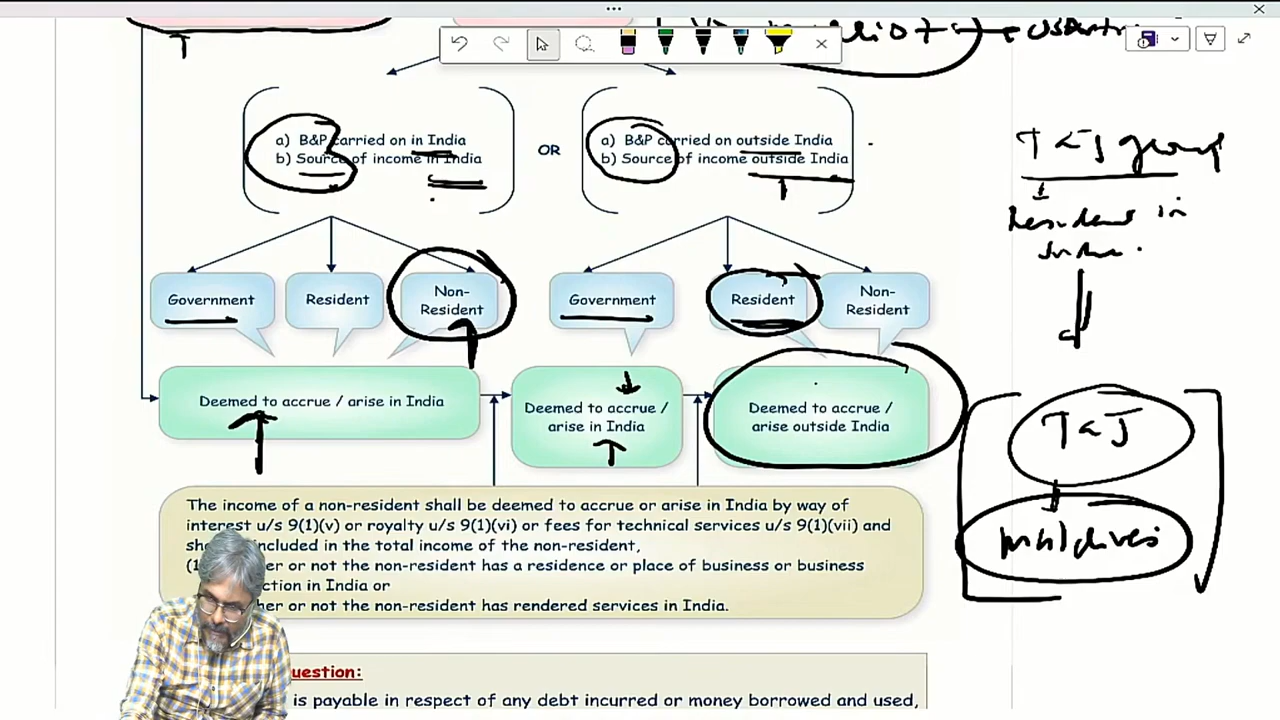 a) B&P carried on in India
b) Source of income in India
OR
a) B&P carried on outside India
b) Source of income outside India
Government
Resident
Non-
Resident
Government
Resident
Non-
Resident
Deemed to accrue / arise in India
Deemed to accrue /
arise in India
Deemed to accrue /
arise outside India
The income of a non-resident shall be deemed to accrue or arise in India by way of
interest u/s 9(1)(v) or royalty u/s 9(1)(vi) or fees for technical services u/s 9(1)(vii) and
included in the total income of the non-resident,
or not the non-resident has a residence or place of business or business
in India or
or not the non-resident has rendered services in India.
uestion:
is payable in respect of any debt incurred or money borrowed and used,
group
Resident in
Maldives